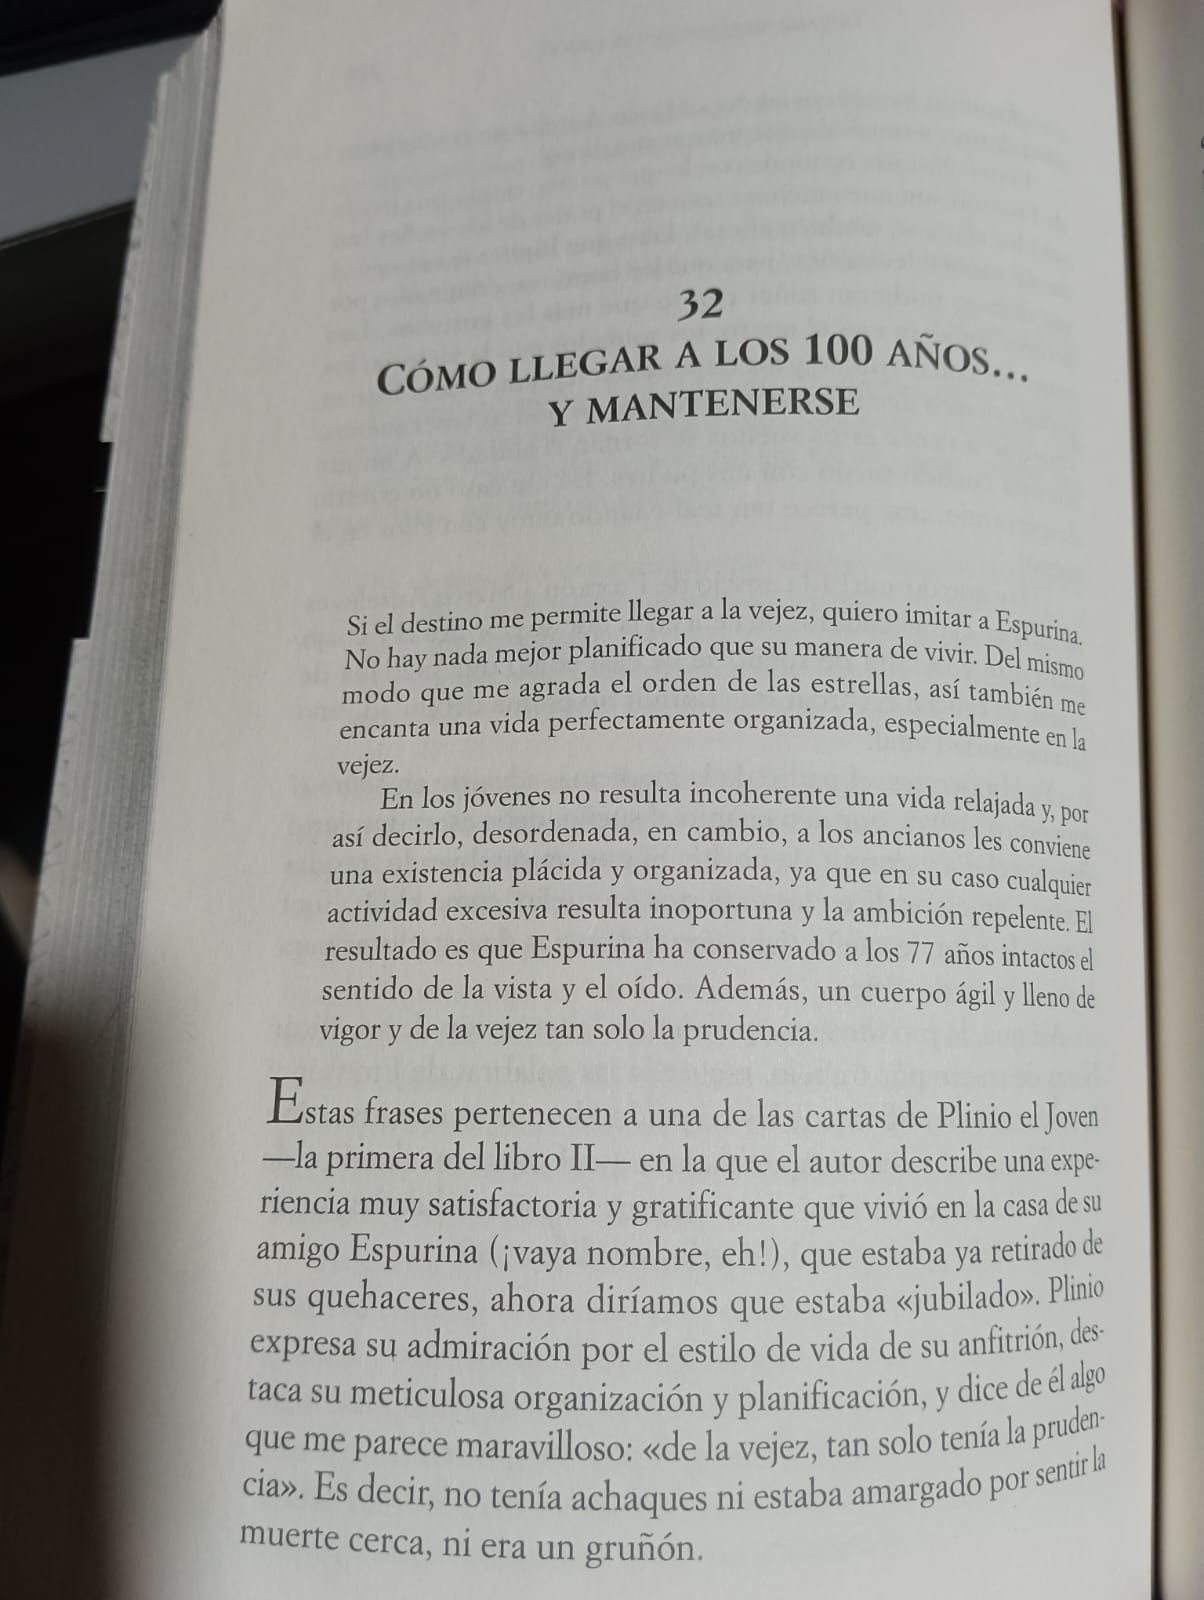 32
CÓMO LLEGAR A LOS 100 AÑOS...
Y MANTENERSE
Si el destino me permite llegar a la vejez, quiero imitar a Espurina.
No hay nada mejor planificado que su manera de vivir. Del mismo
modo que me agrada el orden de las estrellas, así también me
encanta una vida perfectamente organizada, especialmente en la
vejez.
En los jóvenes no resulta incoherente una vida relajada y, por
así decirlo, desordenada, en cambio, a los ancianos les conviene
una existencia plácida y organizada, ya que en su caso cualquier
actividad excesiva resulta inoportuna y la ambición repelente. El
resultado es que Espurina ha conservado a los 77 años intactos el
sentido de la vista y el oído. Además, un cuerpo ágil y lleno de
vigor y de la vejez tan solo la prudencia.
Estas frases pertenecen a una de las cartas de Plinio el Joven
—la primera del libro II— en la que el autor describe una expe-
riencia muy satisfactoria y gratificante que vivió en la casa de su
amigo Espurina (¡vaya nombre, eh!), que estaba ya retirado de
sus quehaceres, ahora diríamos que estaba «jubilado». Plinio
expresa su admiración por el estilo de vida de su anfitrión, des-
taca su meticulosa organización y planificación, y dice de él algo
que me parece maravilloso: «de la vejez, tan solo tenía la pruden-
cia». Es decir, no tenía achaques ni estaba amargado por sentir la
muerte cerca, ni era un gruñón.